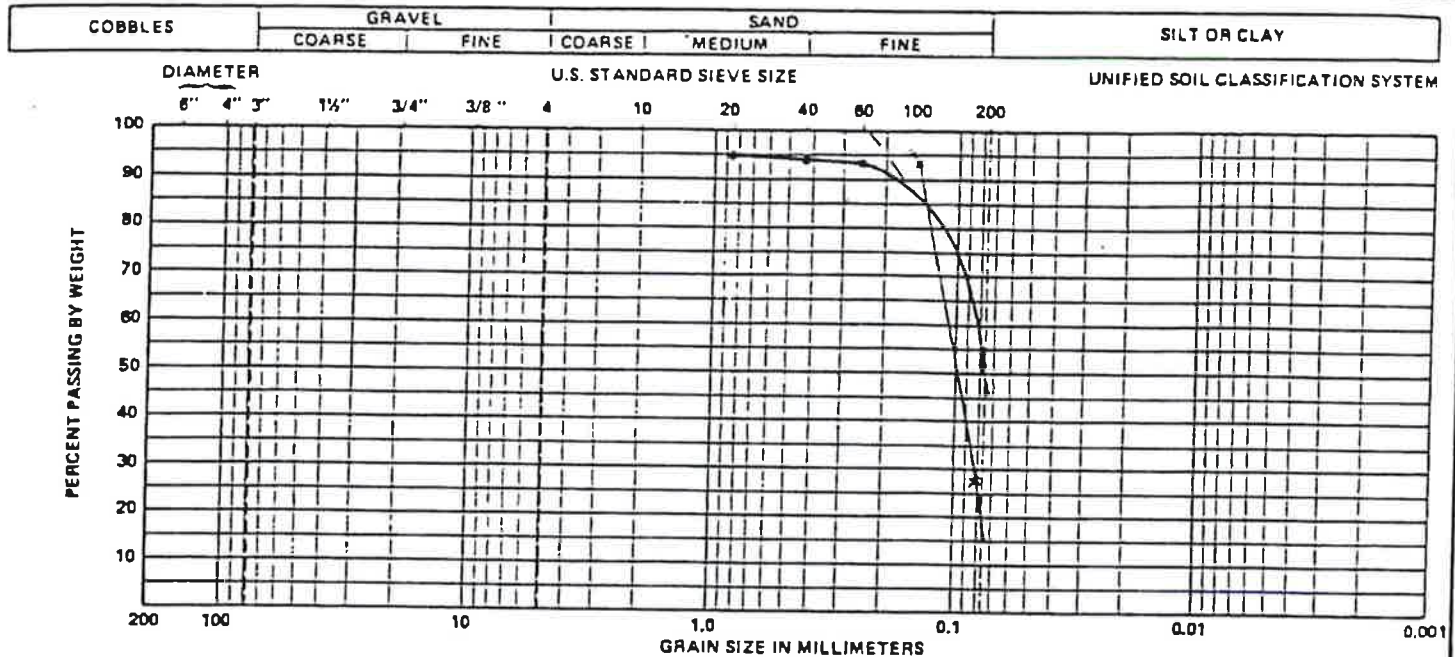 COBBLES GRAVEL SAND SILT OR CLAY
COARSE FINE COARSE MEDIUM FINE
DIAMETER U.S. STANDARD SIEVE SIZE UNIFIED SOIL CLASSIFICATION SYSTEM
6" 4" 3" 1½" 3/4" 3/8" 4 10 20 40 60 100 200
100
90
80
70
60
50
40
30
20
10
PERCENT PASSING BY WEIGHT
200 100 10 1.0 0.1 0.01 0.001
GRAIN SIZE IN MILLIMETERS